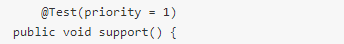 @Test(priority = 1)
public void support() {